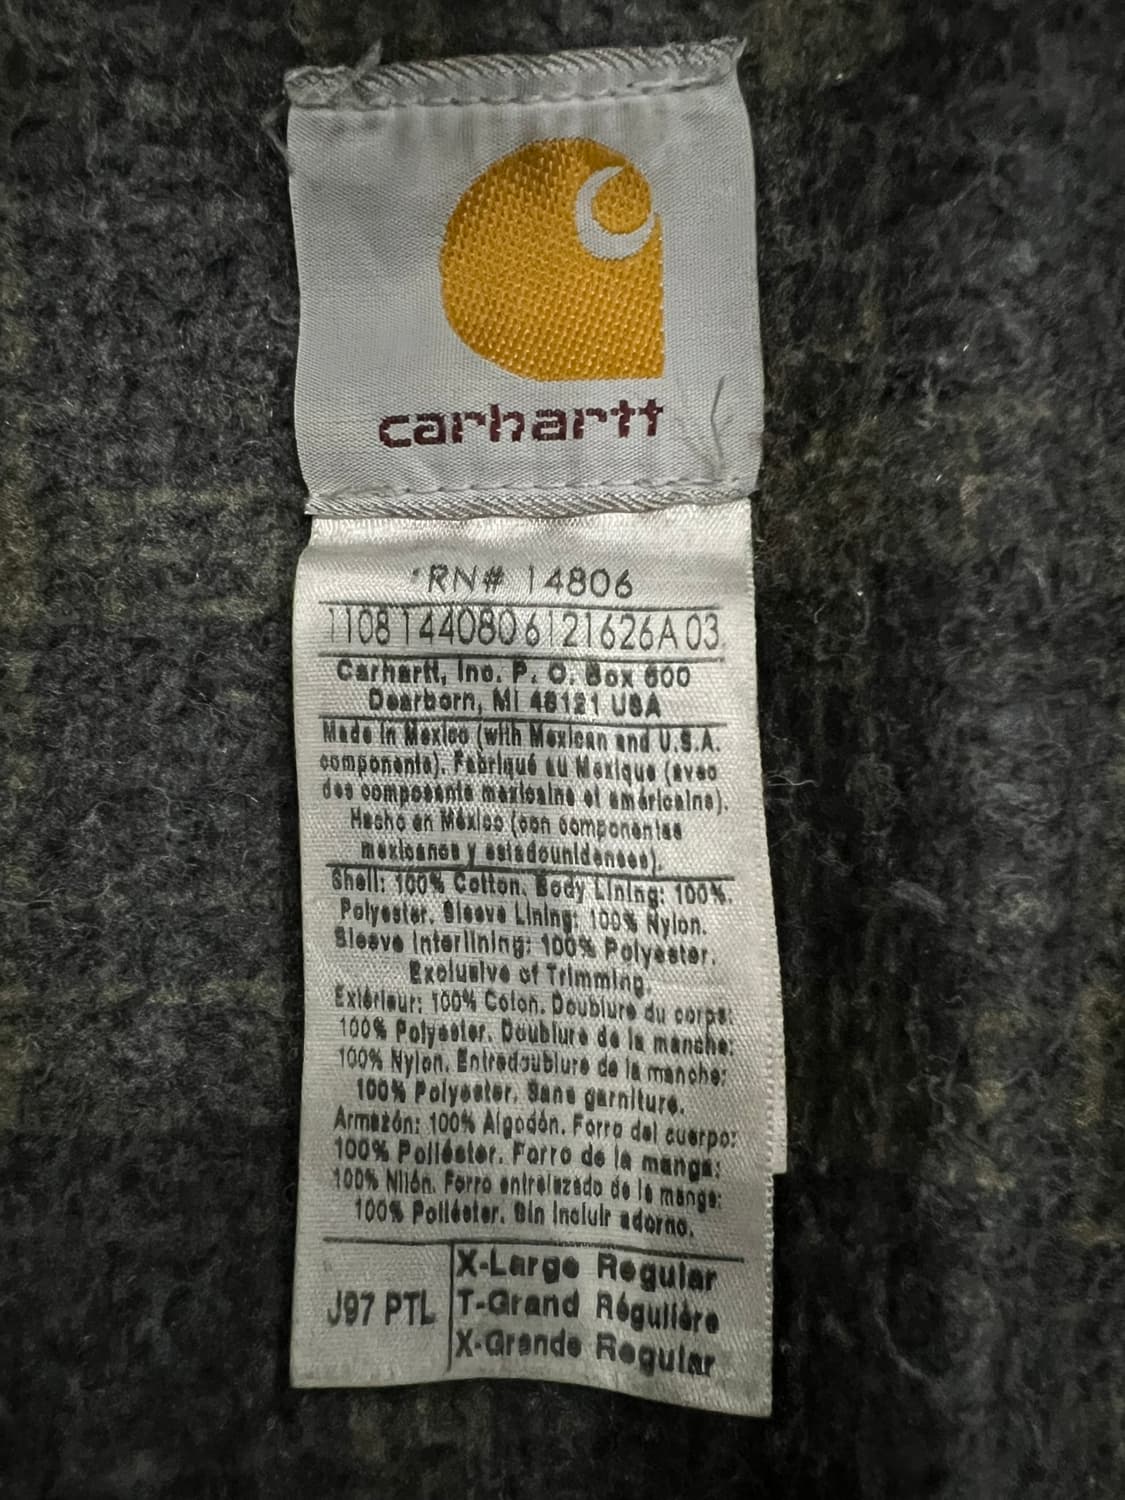 carhartt
RN# 14806
1108144080612162 6A 03
Carhartt, Inc. P. O. Box 600
Dearborn, MI 48121 USA
Made in Mexico (with Mexican and U.S.A.
components). Fabriqué au Mexique (avec
des composants mexicains et américains).
Hecho en México (con componentes
mexicanos y estadounidenses).
Shell: 100% Cotton. Body Lining: 100%.
Polyester. Sleeve Lining: 100% Nylon.
Sleeve Interlining: 100% Polyester.
Exclusive of Trimming.
Extérieur: 100% Coton. Doublure du corps:
100% Polyester. Doublure de la manche:
100% Nylon. Entredoublure de la manche:
100% Polyester. Sans garniture.
Armazón: 100% Algodón. Forro del cuerpo:
100% Poliéster. Forro de la manga:
100% Nilón. Forro entrelazado de la manga:
100% Poliéster. Sin incluir adorno.
J97 PTL
X-Large Regular
T-Grand Régulière
X-Grande Regular